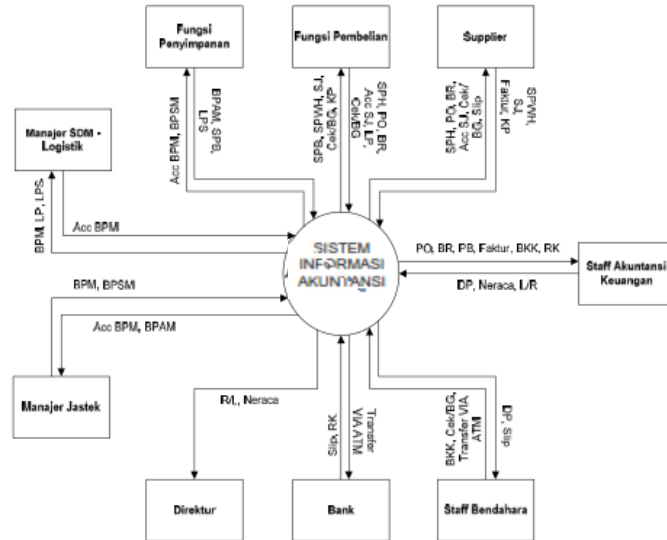 Fungsi
Penyimpanan
Fungsi Pembelian
Supplier
Manajer SDM -
Logistik
Acc BPMI, BPSM
BPAM, SPB,
LPS
SPB, SPWH, SJ,
Cek/BG, KP
SPH, PO, BR,
Acc SJ, LP,
Cek/BG
SPH, PO, BR,
Acc SJ, Cek/
BG, Slip
SPWH,
SJ,
Faktur, KP
BPM, LP, LPS
Acc BPMI
SISTEM
INFORMASI
AKUNTANSI
PO, BR, PB, Faktur, BKK, RK
DP, Neraca, L/R
Staff Akuntansi
Keuangan
BPM, BPSMI
Acc BPM, BPAM
Manajer Jastek
R/L, Neraca
Slip, RK
Transfer
VIA ATM
BKK, Cek/BG,
Transfer VIA
ATM
DP, Slip
Direktur
Bank
Staff Bendahara